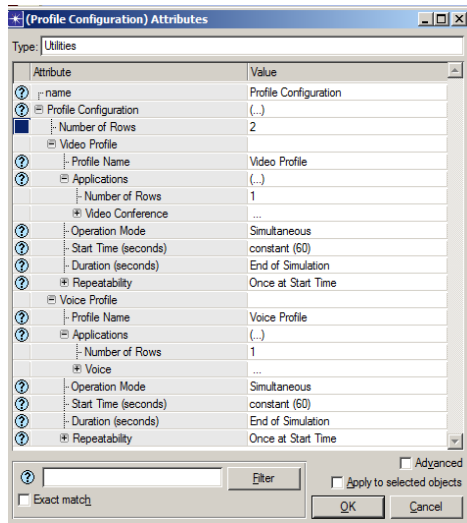 (Profile Configuration) Attributes
Type: Utilities
Attribute Value
name Profile Configuration
Profile Configuration (...)
Number of Rows 2
Video Profile
Profile Name Video Profile
Applications (...)
Number of Rows 1
Video Conference ...
Operation Mode Simultaneous
Start Time (seconds) constant (60)
Duration (seconds) End of Simulation
Repeatability Once at Start Time
Voice Profile
Profile Name Voice Profile
Applications (...)
Number of Rows 1
Voice ...
Operation Mode Simultaneous
Start Time (seconds) constant (60)
Duration (seconds) End of Simulation
Repeatability Once at Start Time
Advanced
Filter Apply to selected objects
Exact match OK Cancel